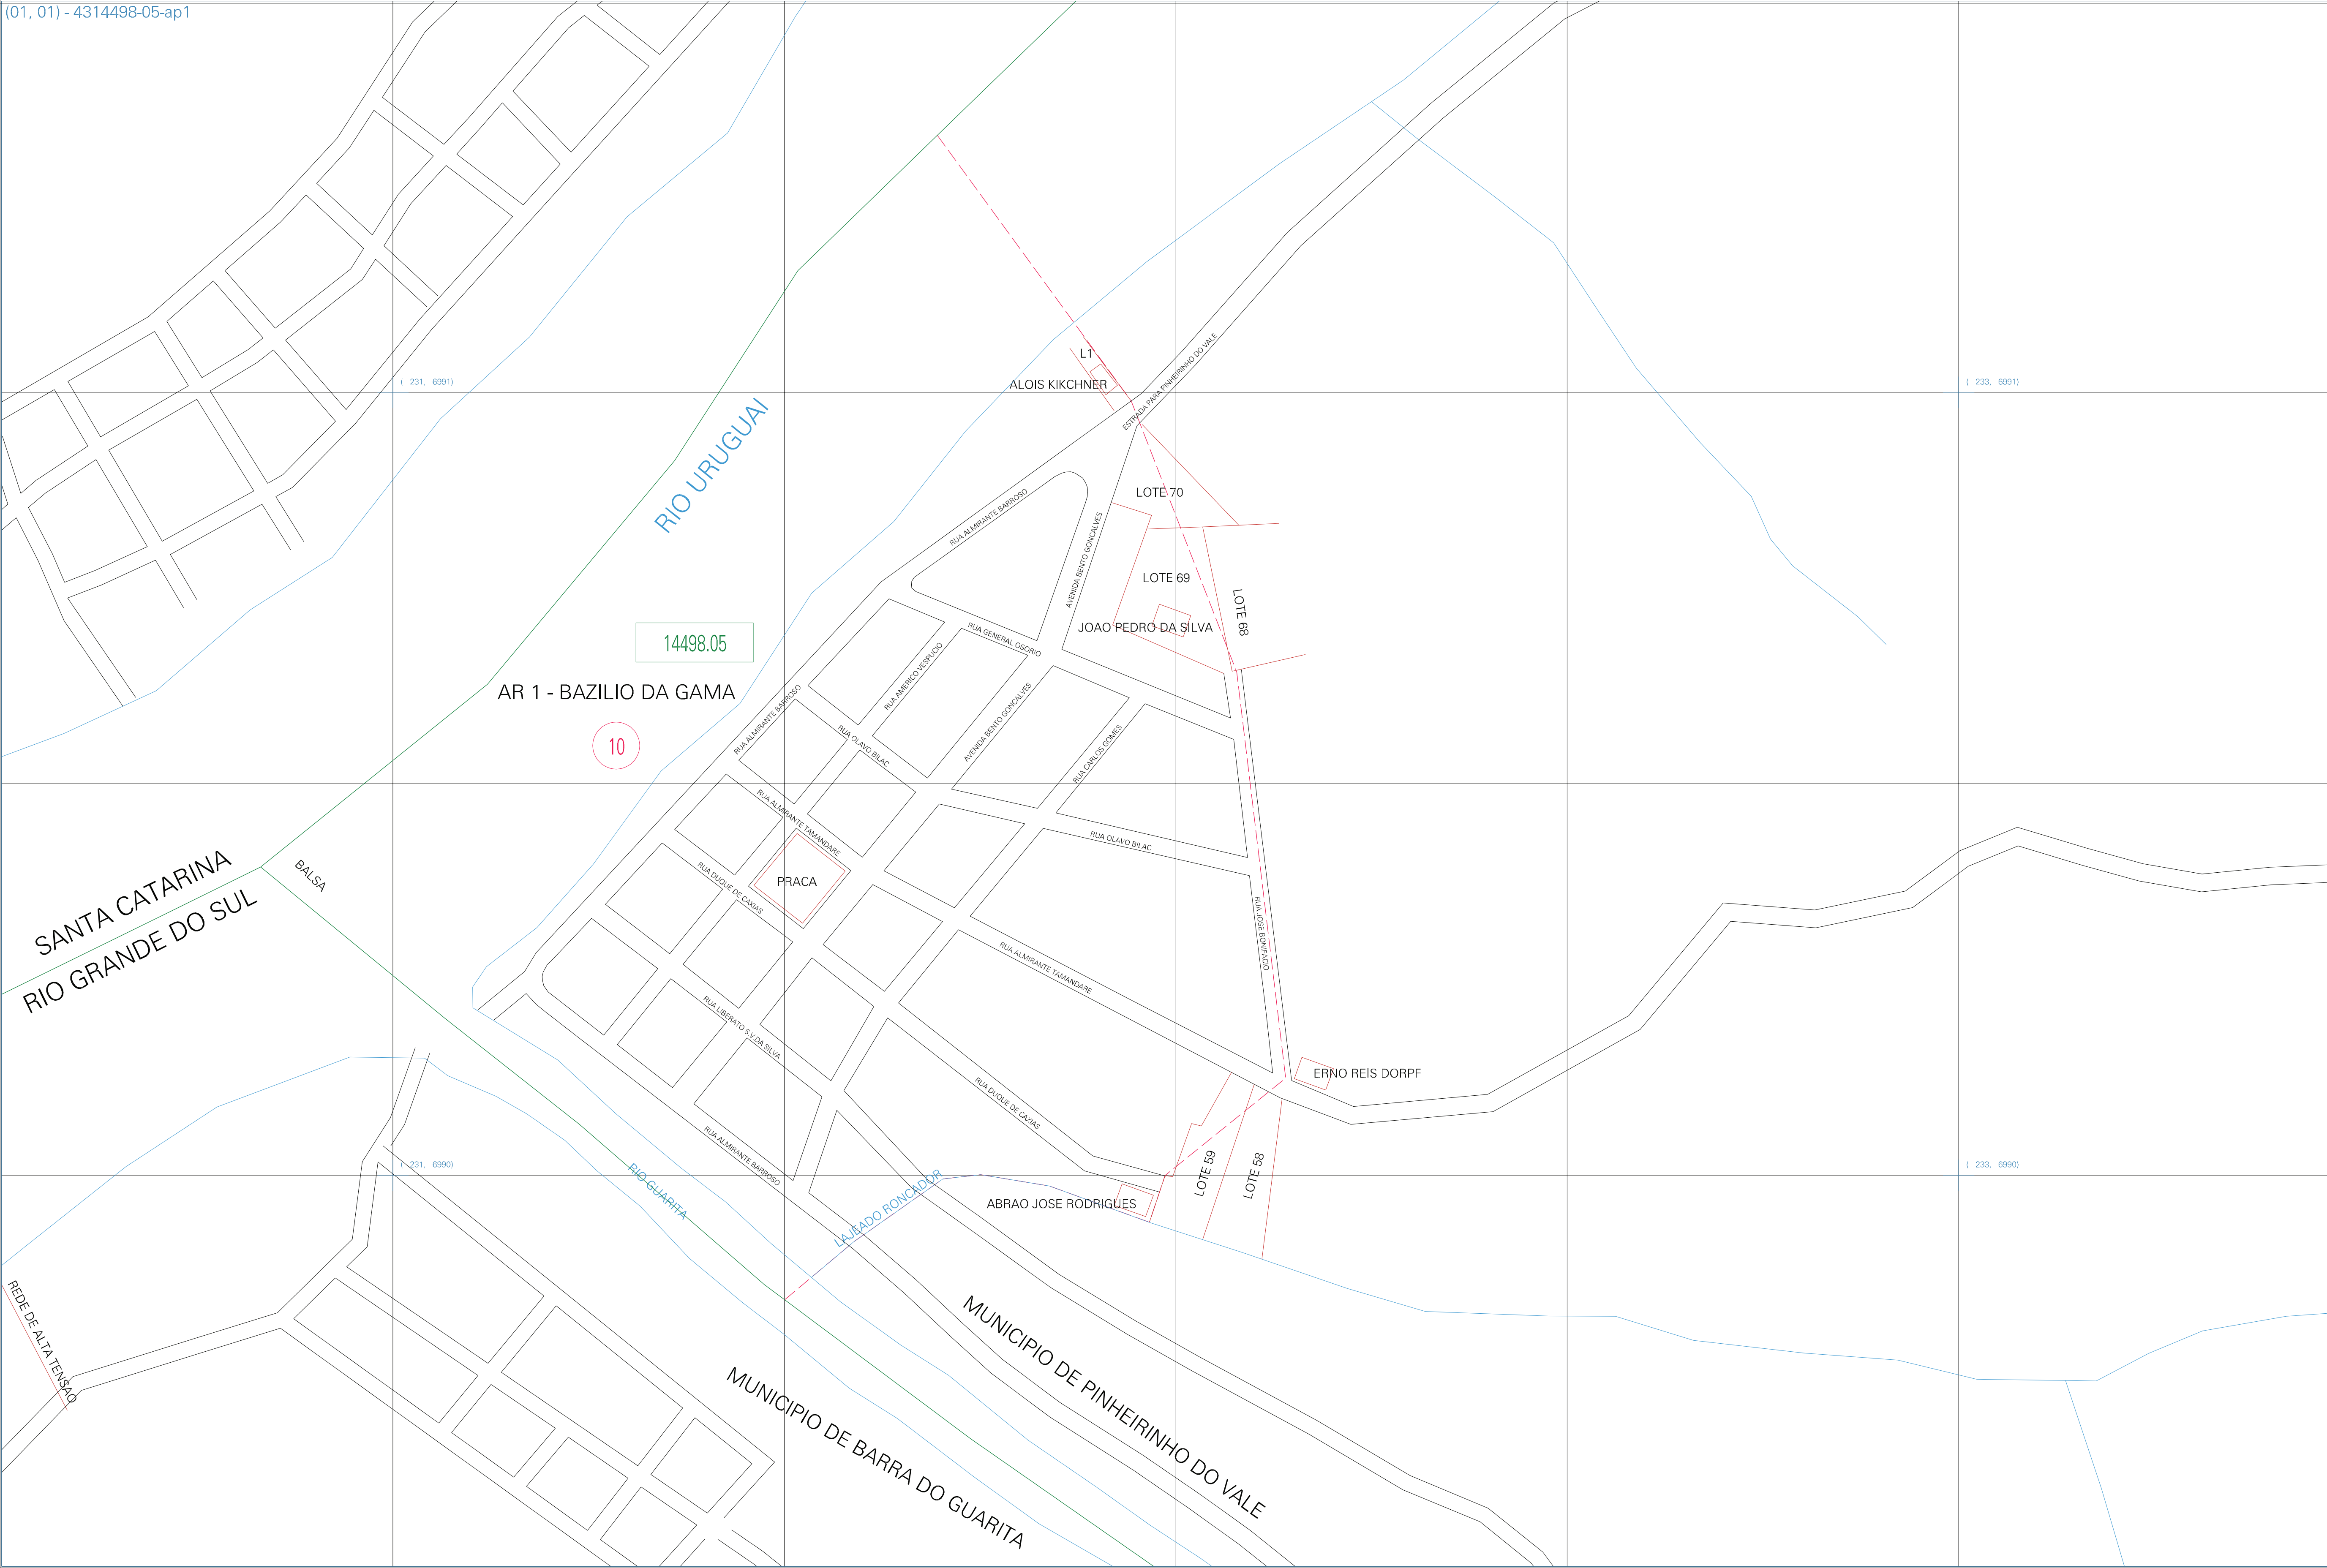 (01, 01) - 4314498-05-ap1
L1
ALOIS KIKCHNER
ESTRADA PARA PINHEIRINHO DO VALE
( 231, 6991)
( 233, 6991)
RIO URUGUAI
LOTE 70
RUA ALMIRANTE BARROSO
AVENIDA BENTO GONCALVES
LOTE 69
LOTE 68
JOAO PEDRO DA SILVA
14498.05
RUA GENERAL OSORIO
AR 1 - BAZILIO DA GAMA
RUA AMERICO VESPUCIO
10
RUA ALMIRANTE BARROSO
RUA OLAVO BILAC
AVENIDA BENTO GONCALVES
RUA CARLOS GOMES
RUA ALMIRANTE TAMANDARE
RUA OLAVO BILAC
SANTA CATARINA
BALSA
PRACA
RUA DUQUE DE CAXIAS
RIO GRANDE DO SUL
RUA JOSE BONIFACIO
RUA ALMIRANTE TAMANDARE
RUA LIBERATO S.V.DA SILVA
ERNO REIS DORPF
RUA DUQUE DE CAXIAS
RUA ALMIRANTE BARROSO
( 231, 6990)
( 233, 6990)
RIO GUARITA
LAJEADO RONCADOR
LOTE 59
LOTE 58
ABRAO JOSE RODRIGUES
REDE DE ALTA TENSAO
MUNICIPIO DE PINHEIRINHO DO VALE
MUNICIPIO DE BARRA DO GUARITA